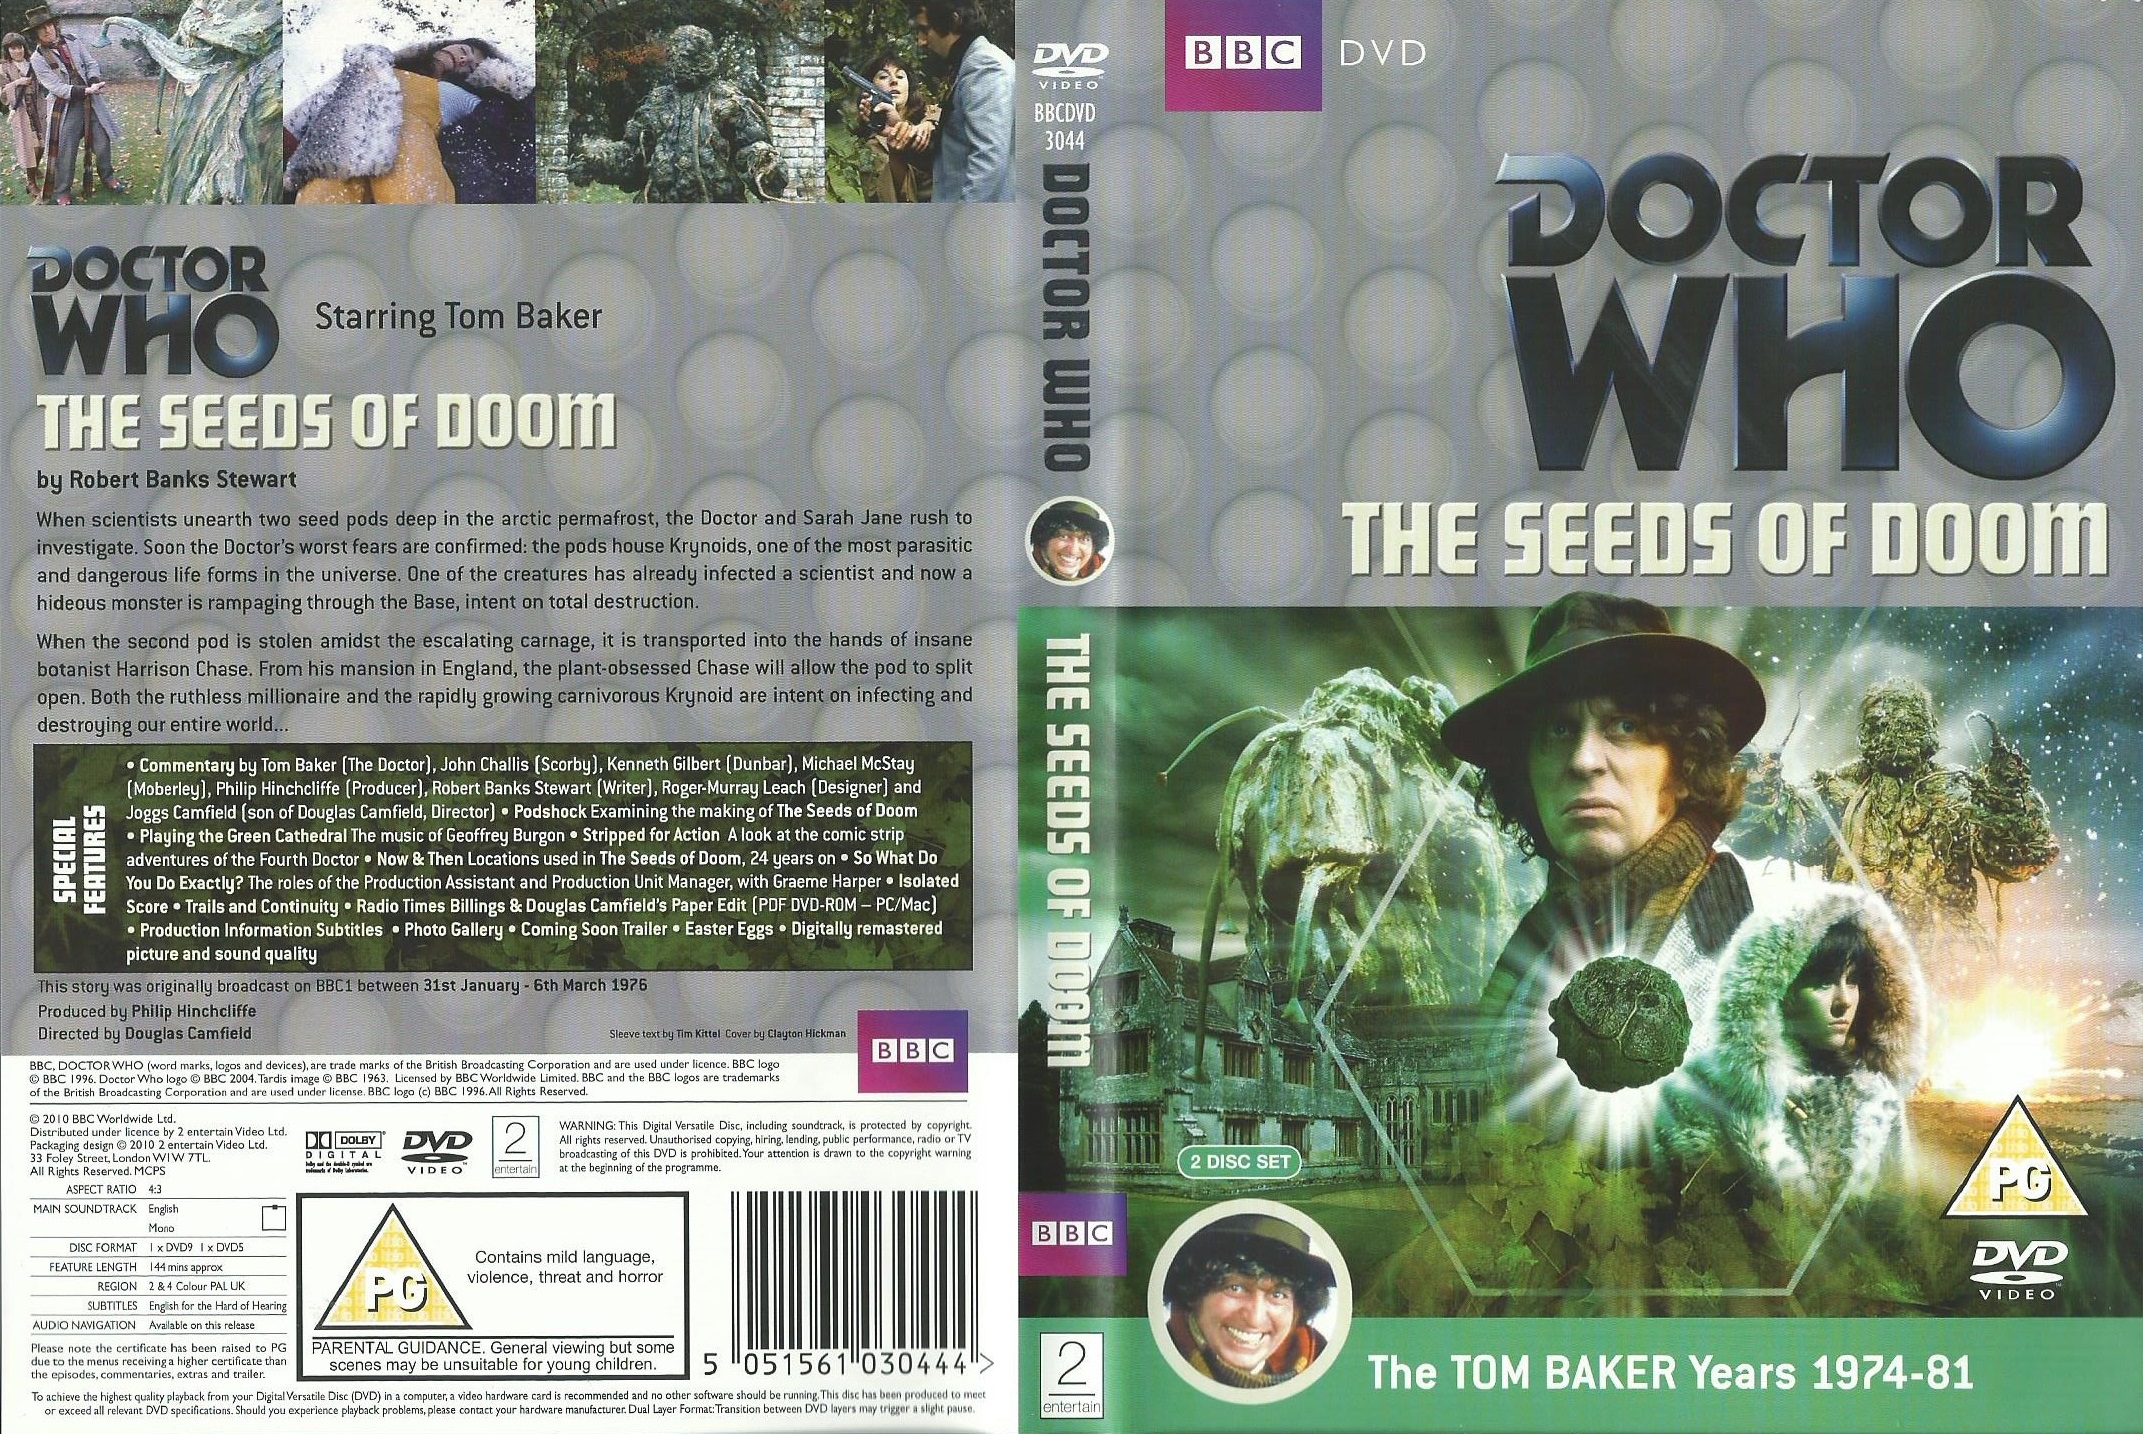 DOCTOR
WHO
Starring Tom Baker
THE SEEDS OF DOOM
by Robert Banks Stewart
When scientists unearth two seed pods deep in the arctic permafrost, the Doctor and Sarah Jane rush to
investigate. Soon the Doctor's worst fears are confirmed: the pods house Krynoids, one of the most parasitic
and dangerous life forms in the universe. One of the creatures has already infected a scientist and now a
hideous monster is rampaging through the Base, intent on total destruction.
When the second pod is stolen amidst the escalating carnage, it is transported into the hands of insane
botanist Harrison Chase. From his mansion in England, the plant-obsessed Chase will allow the pod to split
open. Both the ruthless millionaire and the rapidly growing carnivorous Krynoid are intent on infecting and
destroying our entire world...
SPECIAL
FEATURES
• Commentary by Tom Baker (The Doctor), John Challis (Scorby), Kenneth Gilbert (Dunbar), Michael McStay
(Moberley), Philip Hinchcliffe (Producer), Robert Banks Stewart (Writer), Roger-Murray Leach (Designer) and
Joggs Camfield (son of Douglas Camfield, Director) • Podshock Examining the making of The Seeds of Doom
• Playing the Green Cathedral The music of Geoffrey Burgon • Stripped for Action A look at the comic strip
adventures of the Fourth Doctor • Now & Then Locations used in The Seeds of Doom, 24 years on • So What Do
You Do Exactly? The roles of the Production Assistant and Production Unit Manager, with Graeme Harper • Isolated
Score • Trails and Continuity • Radio Times Billings & Douglas Camfield's Paper Edit (PDF DVD-ROM – PC/Mac)
• Production Information Subtitles • Photo Gallery • Coming Soon Trailer • Easter Eggs • Digitally remastered
picture and sound quality
This story was originally broadcast on BBC1 between 31st January - 6th March 1976
Produced by Philip Hinchcliffe
Directed by Douglas Camfield
Sleeve text by Tim Kittel Cover by Clayton Hickman
BBC
BBC, DOCTOR WHO (word marks, logos and devices), are trade marks of the British Broadcasting Corporation and are used under licence. BBC logo
© BBC 1996. Doctor Who logo © BBC 2004. Tardis image © BBC 1963. Licensed by BBC Worldwide Limited. BBC and the BBC logos are trademarks
of the British Broadcasting Corporation and are used under license. BBC logo (c) BBC 1996. All Rights Reserved.
© 2010 BBC Worldwide Ltd.
Distributed under licence by 2 entertain Video Ltd.
Packaging design © 2010 2 entertain Video Ltd.
33 Foley Street, London W1W 7TL.
All Rights Reserved. MCPS
DOLBY
DIGITAL
DVD
VIDEO
2
entertain
WARNING: This Digital Versatile Disc, including soundtrack, is protected by copyright.
All rights reserved. Unauthorised copying, hiring, lending, public performance, radio or TV
broadcasting of this DVD is prohibited. Your attention is drawn to the copyright warning
at the beginning of the programme.
ASPECT RATIO 4:3
MAIN SOUNDTRACK English
Mono
DISC FORMAT 1 x DVD9 1 x DVD5
FEATURE LENGTH 144 mins approx
REGION 2 & 4 Colour PAL UK
SUBTITLES English for the Hard of Hearing
AUDIO NAVIGATION Available on this release
Please note the certificate has been raised to PG
due to the menus receiving a higher certificate than
the episodes, commentaries, extras and trailer.
PG
Contains mild language,
violence, threat and horror
PARENTAL GUIDANCE. General viewing but some
scenes may be unsuitable for young children.
5 051561 030444 >
To achieve the highest quality playback from your Digital Versatile Disc (DVD) in a computer, a video hardware card is recommended and no other software should be running. This disc has been produced to meet
or exceed all relevant DVD specifications. Should you experience playback problems, please contact your hardware manufacturer. Dual Layer Format: Transition between DVD layers may trigger a slight pause.
DVD
VIDEO
BBCDVD
3044
DOCTOR WHO
THE SEEDS OF DOOM
BBC
2
entertain
BBC DVD
DOCTOR
WHO
THE SEEDS OF DOOM
2 DISC SET
PG
DVD
VIDEO
The TOM BAKER Years 1974-81